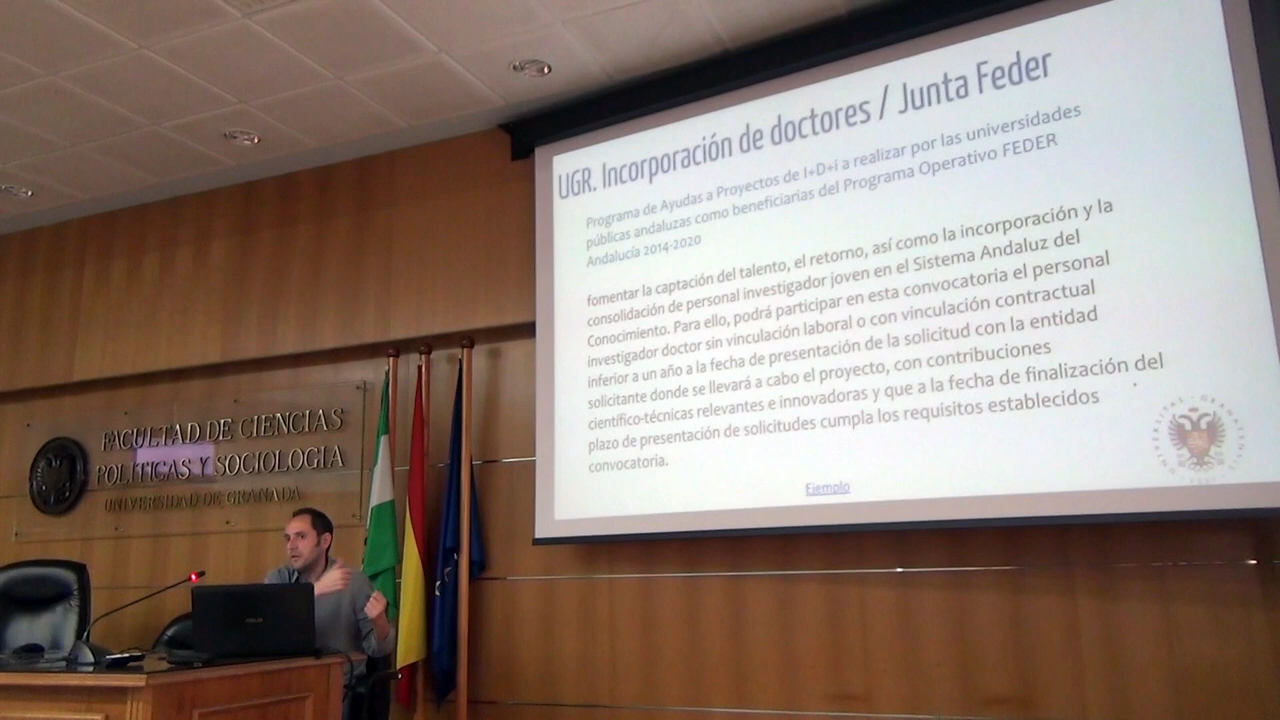 UGR. Incorporación de doctores / Junta Feder
Programa de Ayudas a Proyectos de I+D+i a realizar por las universidades
públicas andaluzas como beneficiarias del Programa Operativo FEDER
Andalucía 2014-2020
fomentar la captación del talento, el retorno, así como la incorporación y la
consolidación de personal investigador joven en el Sistema Andaluz del
Conocimiento. Para ello, podrá participar en esta convocatoria el personal
investigador doctor sin vinculación laboral o con vinculación contractual
inferior a un año a la fecha de presentación de la solicitud con la entidad
solicitante donde se llevará a cabo el proyecto, con contribuciones
científico-técnicas relevantes e innovadoras y que a la fecha de finalización del
plazo de presentación de solicitudes cumpla los requisitos establecidos
convocatoria.
Ejemplo
FACULTAD DE CIENCIAS
POLÍTICAS Y SOCIOLOGÍA
UNIVERSIDAD DE GRANADA
ASUS